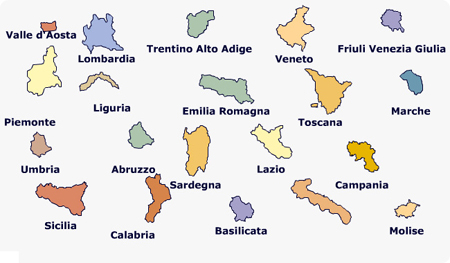 Valle d'Aosta
Lombardia
Trentino Alto Adige
Veneto
Friuli Venezia Giulia
Piemonte
Liguria
Emilia Romagna
Toscana
Marche
Umbria
Abruzzo
Sardegna
Lazio
Campania
Sicilia
Calabria
Basilicata
Molise